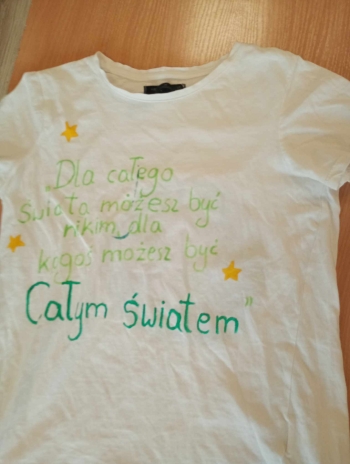 „Dla całego
świata możesz być
nikim, dla
kogoś możesz być
Całym światem”